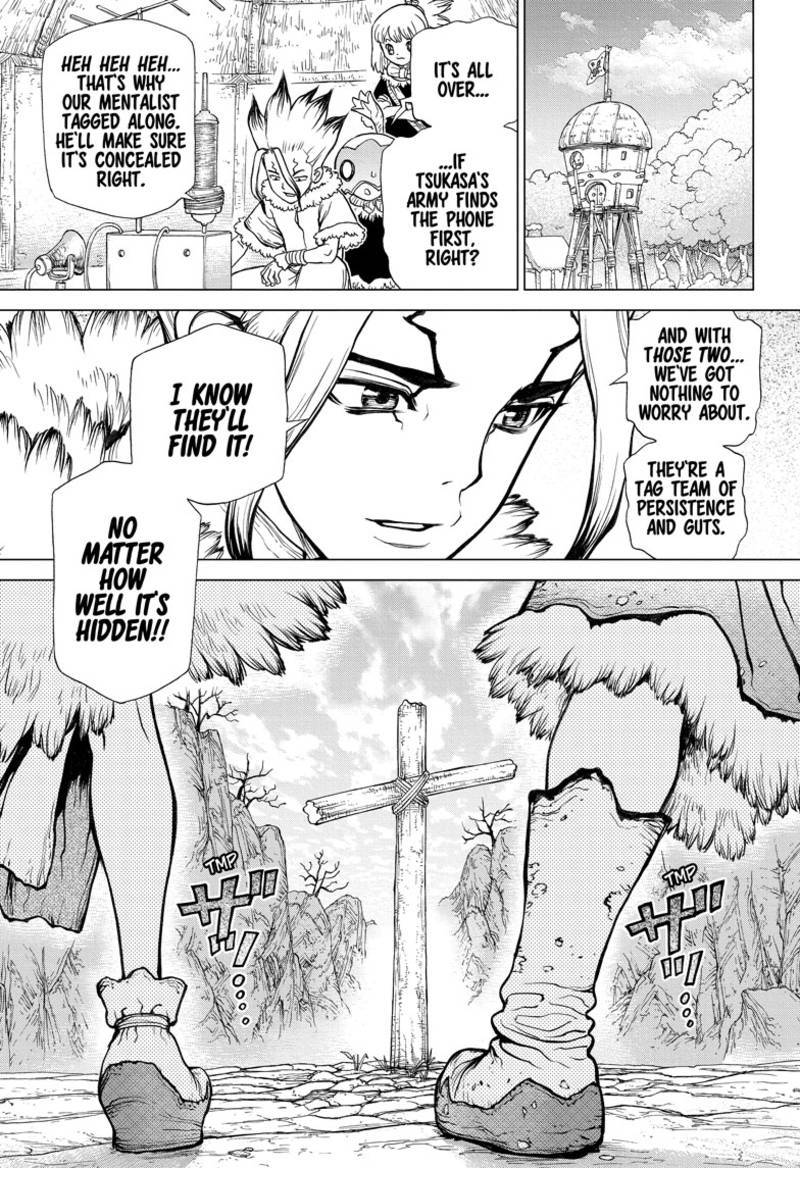 IT'S ALL
OVER...
...IF
TSUKASA'S
ARMY FINDS
THE PHONE
FIRST,
RIGHT?
HEH HEH HEH...
THAT'S WHY
OUR MENTALIST
TAGGED ALONG.
HE'LL MAKE SURE
IT'S CONCEALED
RIGHT.
AND WITH
THOSE TWO...
WE'VE GOT
NOTHING TO
WORRY ABOUT.
THEY'RE A
TAG TEAM OF
PERSISTENCE
AND GUTS.
I KNOW
THEY'LL
FIND IT!
NO
MATTER
HOW
WELL IT'S
HIDDEN!!
TMP
ザッ
TMP
ザッ